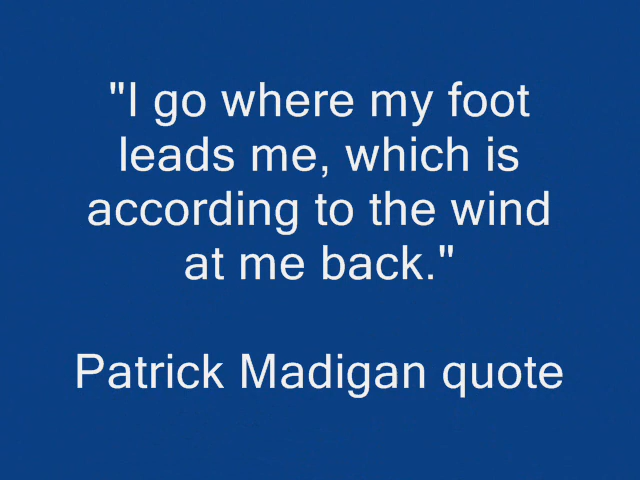 "I go where my foot
leads me, which is
according to the wind
at me back."
Patrick Madigan quote